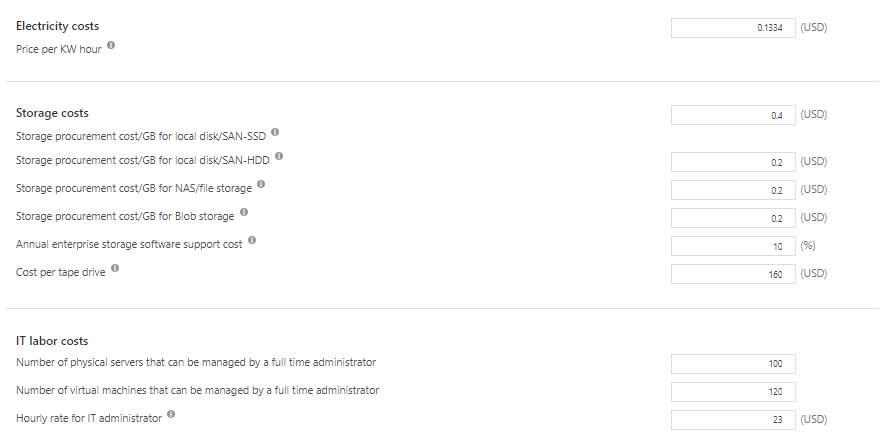 Electricity costs
Price per KW hour
0.1334 (USD)
Storage costs
Storage procurement cost/GB for local disk/SAN-SSD
0.4 (USD)
Storage procurement cost/GB for local disk/SAN-HDD 0.2 (USD)
Storage procurement cost/GB for NAS/file storage 0.2 (USD)
Storage procurement cost/GB for Blob storage 0.2 (USD)
Annual enterprise storage software support cost 10 (%)
Cost per tape drive 160 (USD)
IT labor costs
Number of physical servers that can be managed by a full time administrator 100
Number of virtual machines that can be managed by a full time administrator 120
Hourly rate for IT administrator 23 (USD)